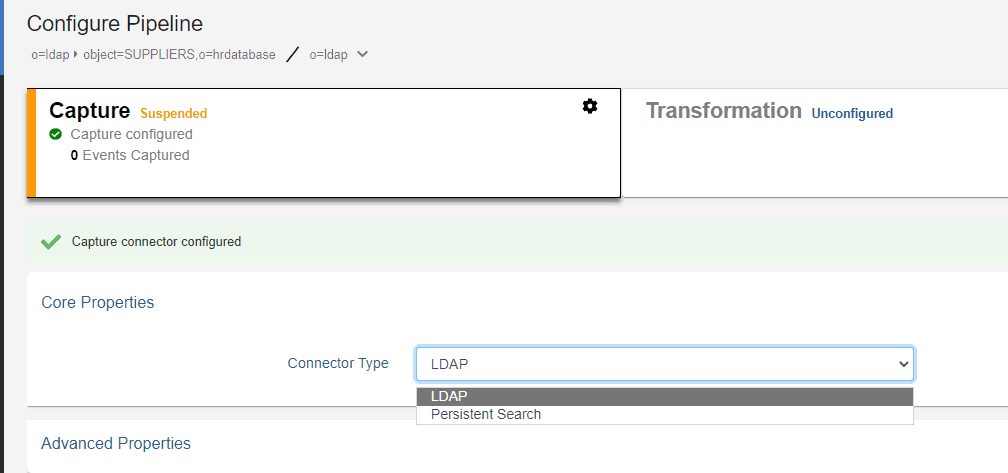 Configure Pipeline
o=ldap object=SUPPLIERS,o=hrdatabase / o=ldap
Capture Suspended
Capture configured
0 Events Captured
Transformation Unconfigured
Capture connector configured
Core Properties
Connector Type LDAP
LDAP
Persistent Search
Advanced Properties